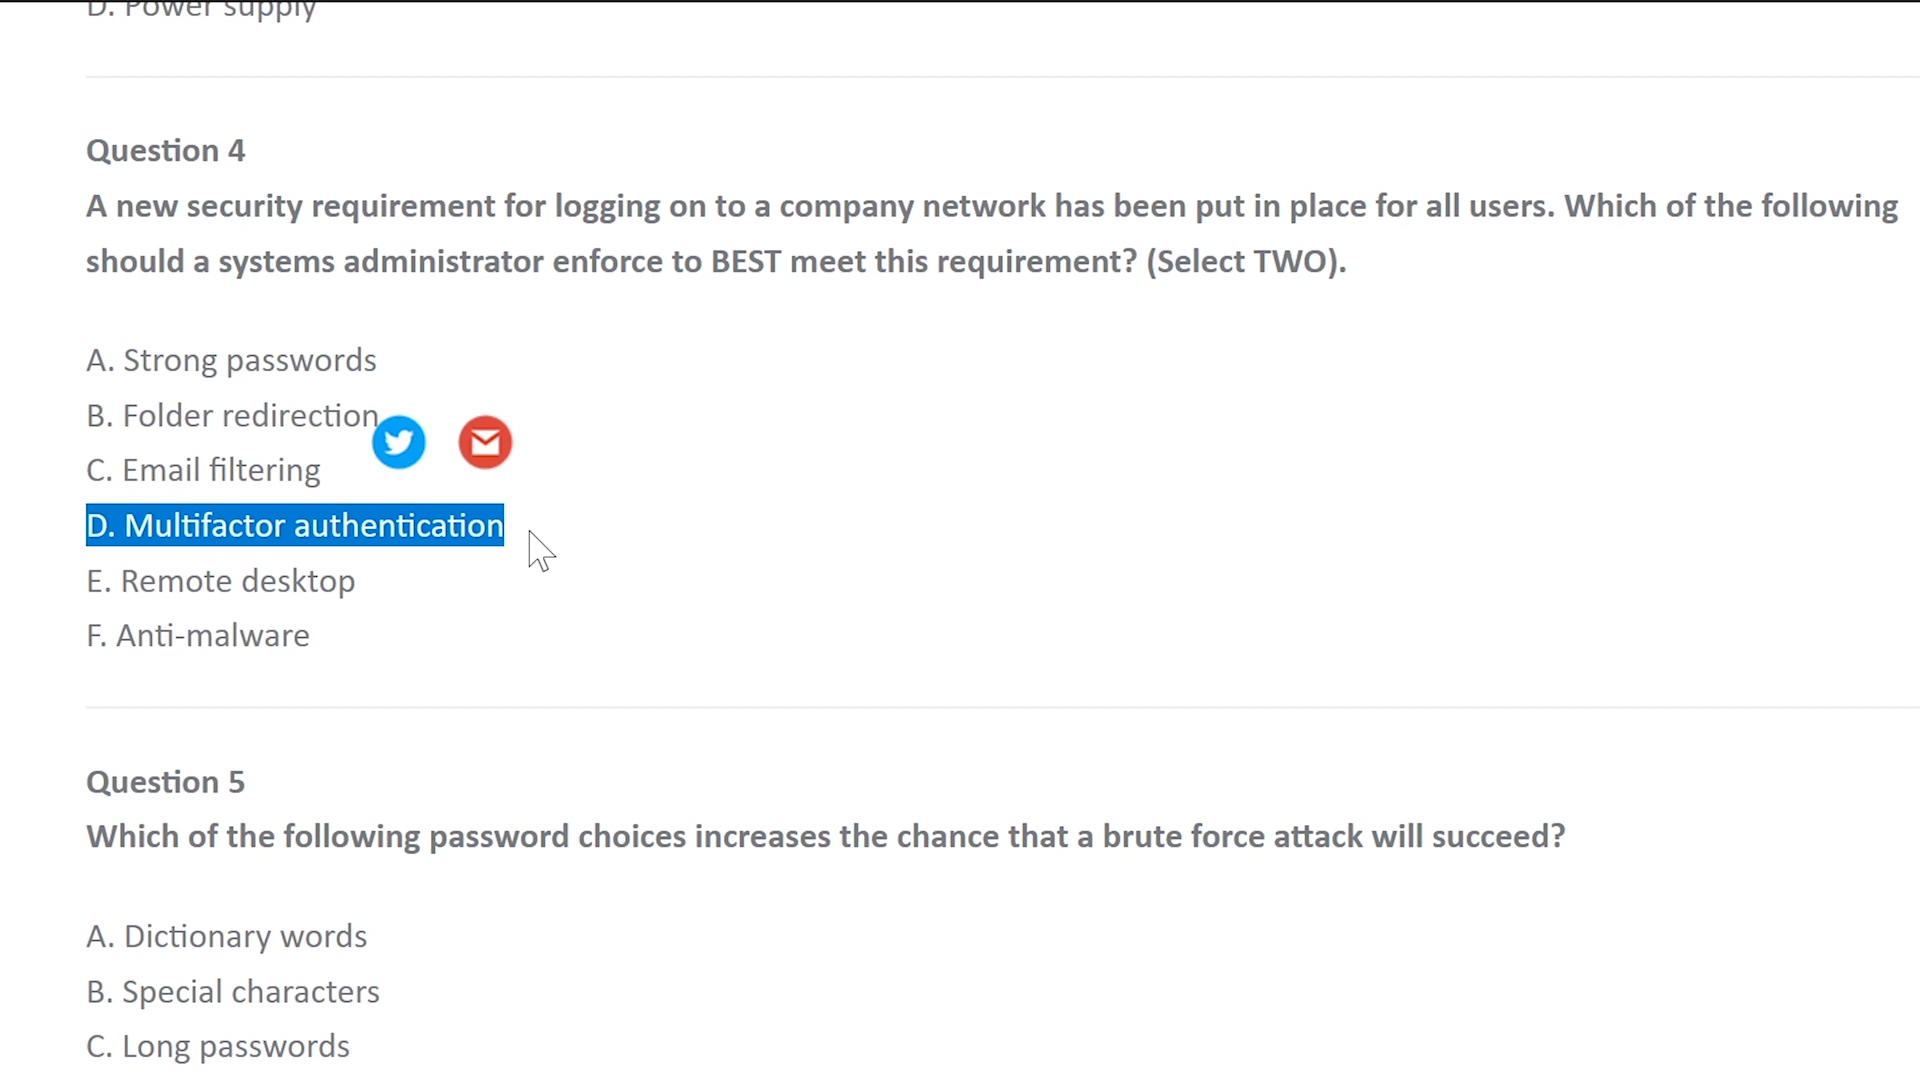 D. Power supply
Question 4
A new security requirement for logging on to a company network has been put in place for all users. Which of the following
should a systems administrator enforce to BEST meet this requirement? (Select TWO).
A. Strong passwords
B. Folder redirection
C. Email filtering
D. Multifactor authentication
E. Remote desktop
F. Anti-malware
Question 5
Which of the following password choices increases the chance that a brute force attack will succeed?
A. Dictionary words
B. Special characters
C. Long passwords